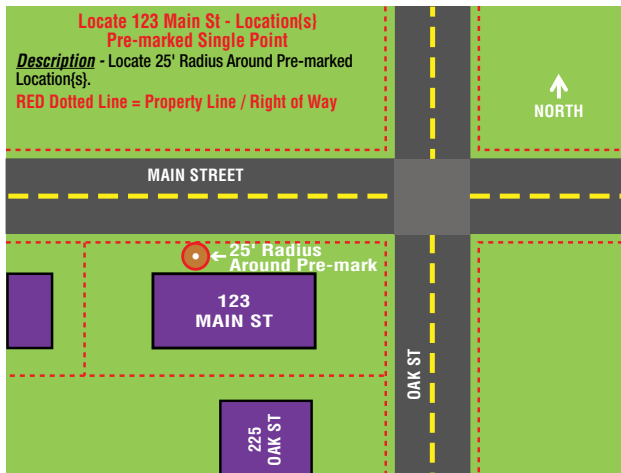 Locate 123 Main St - Location{s}
Pre-marked Single Point
Description - Locate 25' Radius Around Pre-marked
Location{s}.
RED Dotted Line = Property Line / Right of Way
NORTH
MAIN STREET
25' Radius
Around Pre-mark
123
MAIN ST
OAK ST
225
OAK ST